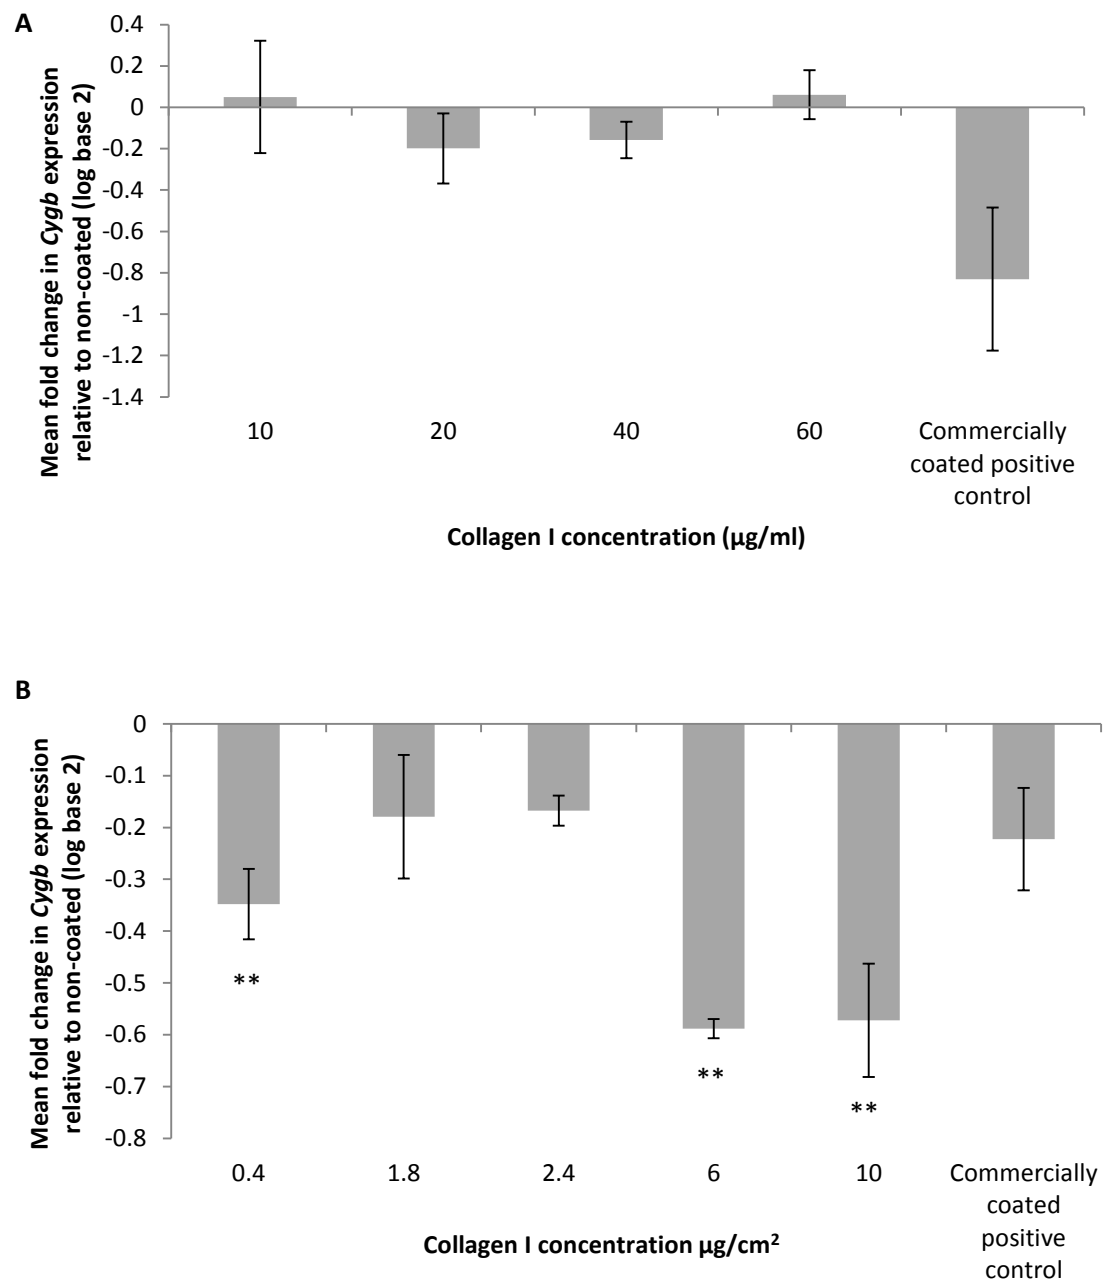 A
Mean fold change in Cygb expression
relative to non-coated (log base 2)
0.4
0.2
0
-0.2
-0.4
-0.6
-0.8
-1
-1.2
-1.4
10
20
40
60
Commercially
coated positive
control
Collagen I concentration (µg/ml)
B
Mean fold change in Cygb expression
relative to non-coated (log base 2)
0
-0.1
-0.2
-0.3
-0.4
-0.5
-0.6
-0.7
-0.8
**
**
**
0.4
1.8
2.4
6
10
Commercially
coated
positive
control
Collagen I concentration µg/cm²